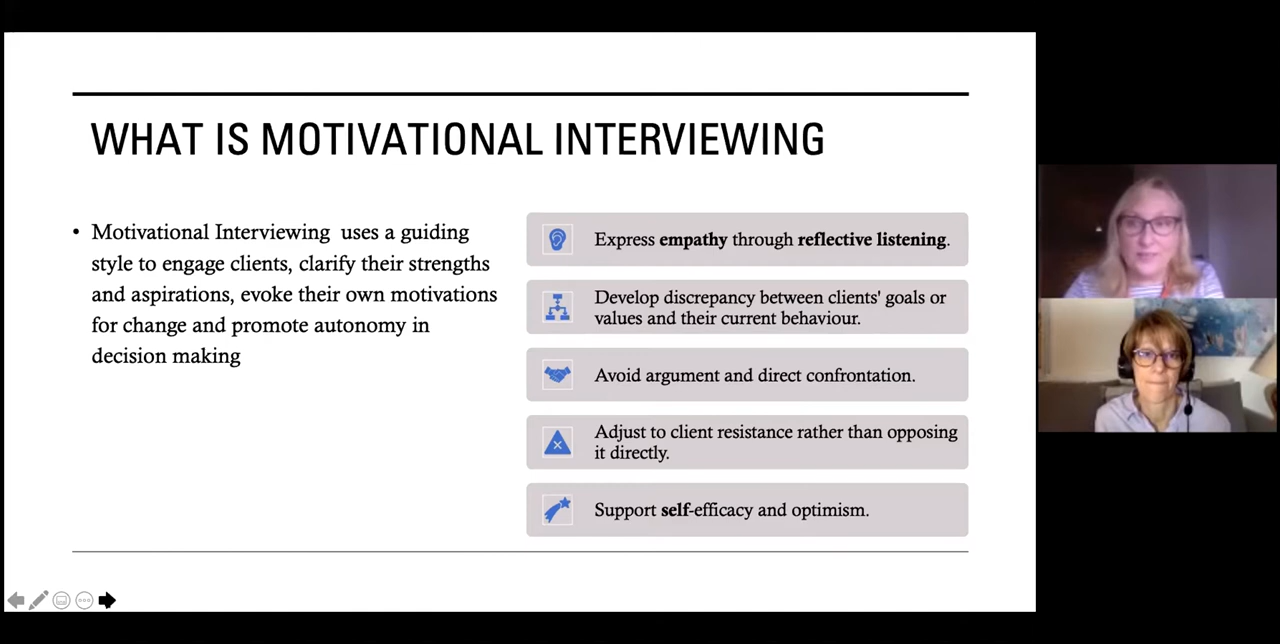 WHAT IS MOTIVATIONAL INTERVIEWING
• Motivational Interviewing uses a guiding
style to engage clients, clarify their strengths
and aspirations, evoke their own motivations
for change and promote autonomy in
decision making
Express empathy through reflective listening.
Develop discrepancy between clients' goals or
values and their current behaviour.
Avoid argument and direct confrontation.
Adjust to client resistance rather than opposing
it directly.
Support self-efficacy and optimism.